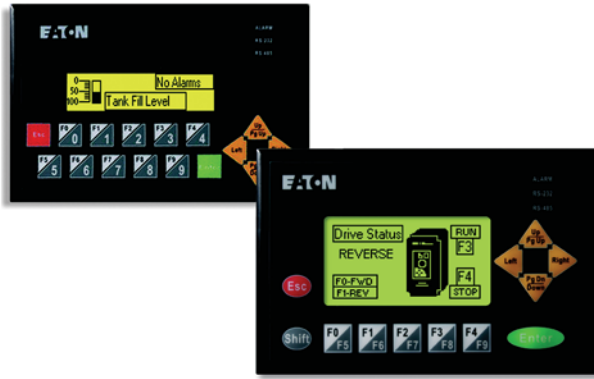 EATON
ALARM
RS-232
RS-485
0
50
100
No Alarms
Tank Fill Level
Esc
F0 0
F1 1
F2 2
F3 3
F4 4
F5 5
F6 6
F7 7
F8 8
F9 9
Enter
Up
Pg Up
Left
EATON
ALARM
RS-232
RS-485
Drive Status
REVERSE
F0-FWD
F1-REV
RUN
F3
F4
STOP
Up
Pg Up
Left
Right
Pg Dn
Down
Esc
Shift
F0 F5
F1 F6
F2 F7
F3 F8
F4 F9
Enter